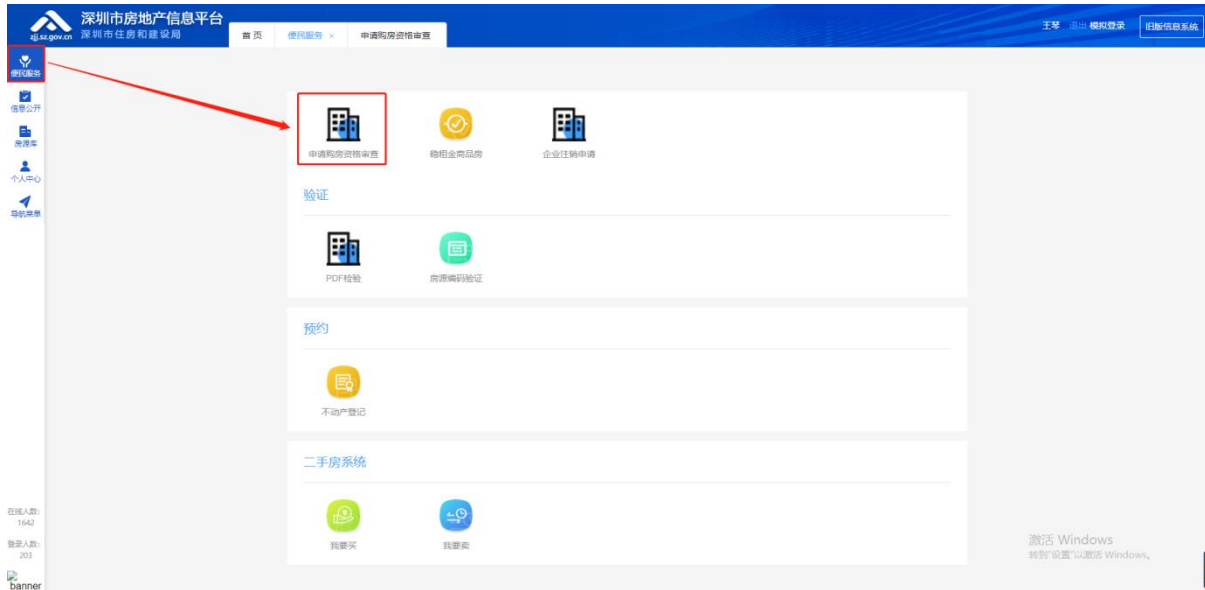 深圳市房地产信息平台
zjj.sz.gov.cn 深圳市住房和建设局
首页 便民服务 × 申请购房资格审查
王琴 退出 模拟登录 旧版信息系统
便民服务
信息公开
房源库
个人中心
导航菜单
申请购房资格审查 稳租金商品房 企业注销申请
验证
PDF检验 房源编码验证
预约
不动产登记
二手房系统
我要买 我要卖
在线人数:
1642
登录人数:
203
banner
激活 Windows
转到"设置"以激活 Windows。